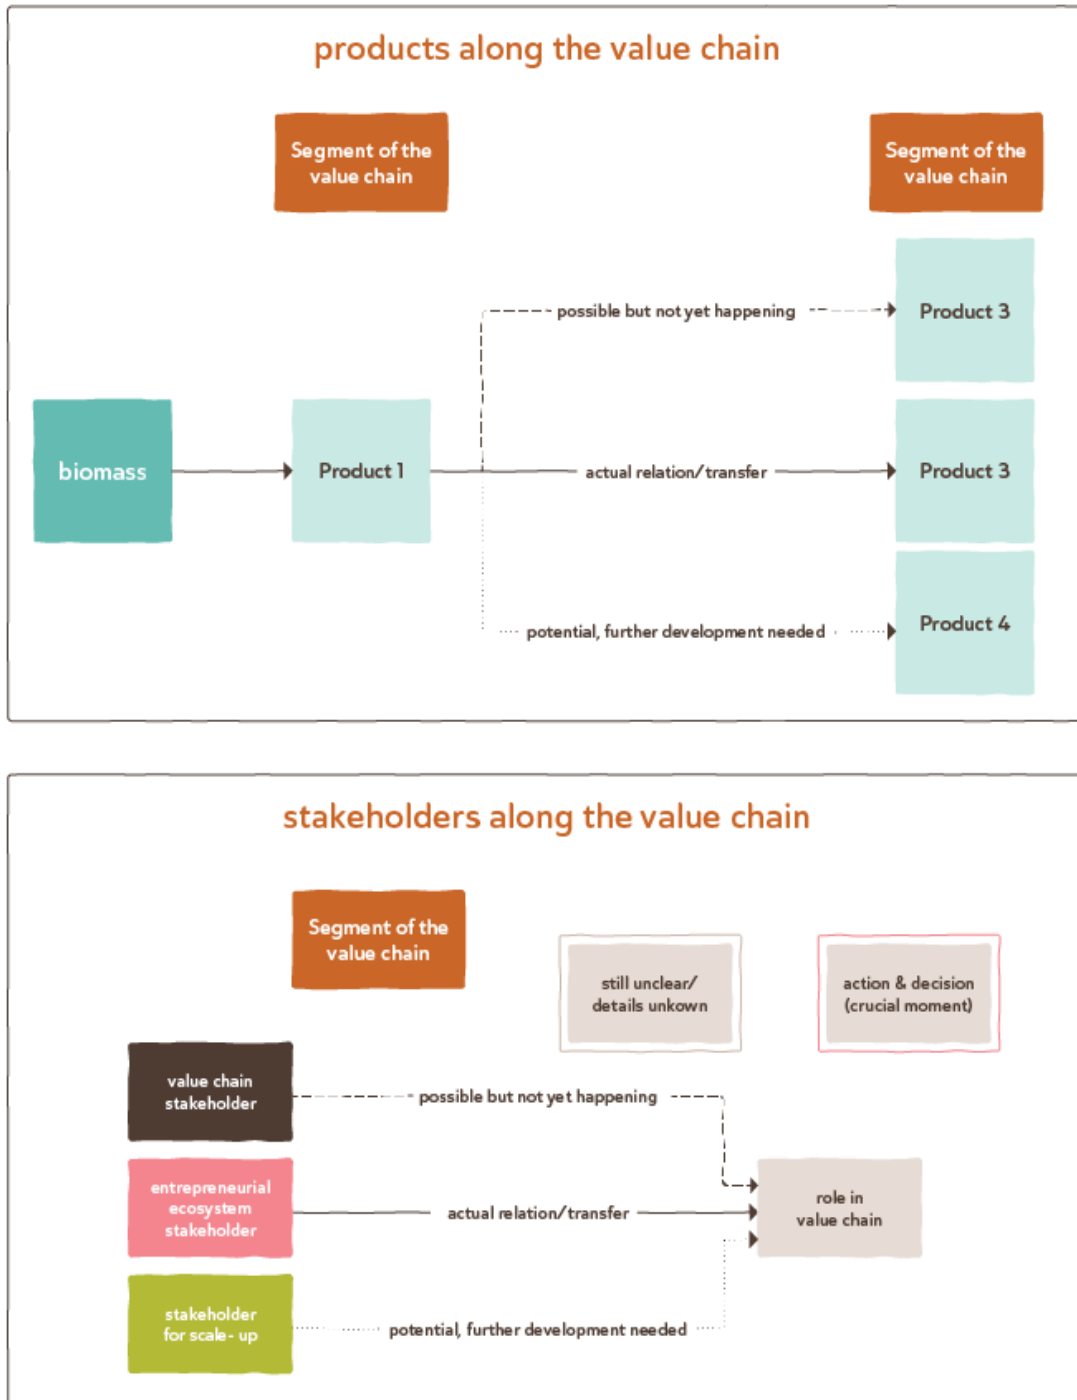 products along the value chain
Segment of the
value chain
Segment of the
value chain
possible but not yet happening
Product 3
biomass
Product 1
actual relation/transfer
Product 3
potential, further development needed
Product 4
stakeholders along the value chain
Segment of the
value chain
still unclear/
details unkown
action & decision
(crucial moment)
value chain
stakeholder
possible but not yet happening
entrepreneurial
ecosystem
stakeholder
actual relation/transfer
role in
value chain
stakeholder
for scale-up
potential, further development needed